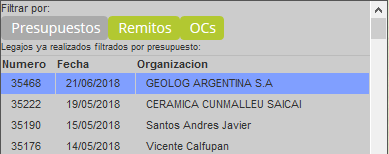 Filtrar por:
Presupuestos Remitos OCs
Legajos ya realizados filtrados por presupuesto:
Numero Fecha Organizacion
35468 21/06/2018 GEOLOG ARGENTINA S.A
35222 19/05/2018 CERAMICA CUNMALLEU SAICAI
35190 15/05/2018 Santos Andres Javier
35176 14/05/2018 Vicente Calfupan